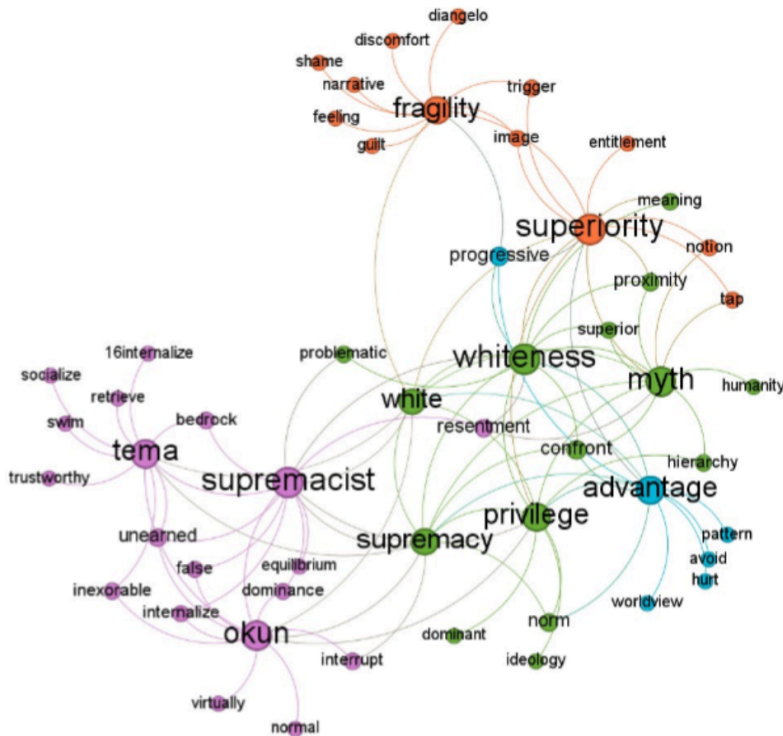 diangelo
discomfort
shame
narrative
trigger
fragility
feeling
image
guilt
entitlement
meaning
superiority
notion
progressive
proximity
tap
superior
16internalize
problematic
whiteness
socialize
myth
humanity
retrieve
white
swim
bedrock
resentment
tema
confront
hierarchy
trustworthy
supremacist
advantage
privilege
unearned
supremacy
pattern
avoid
false
equilibrium
hurt
inexorable
dominance
worldview
internalize
norm
okun
dominant
interrupt
ideology
virtually
normal